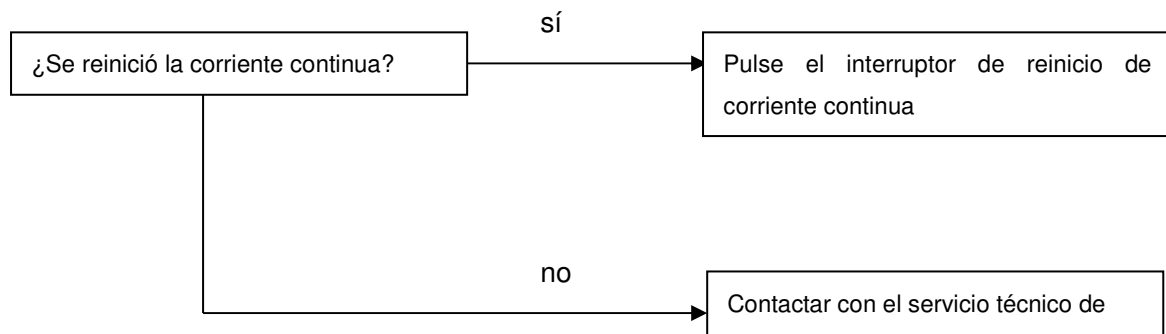 sí
¿Se reinició la corriente continua?
Pulse el interruptor de reinicio de
corriente continua
no
Contactar con el servicio técnico de